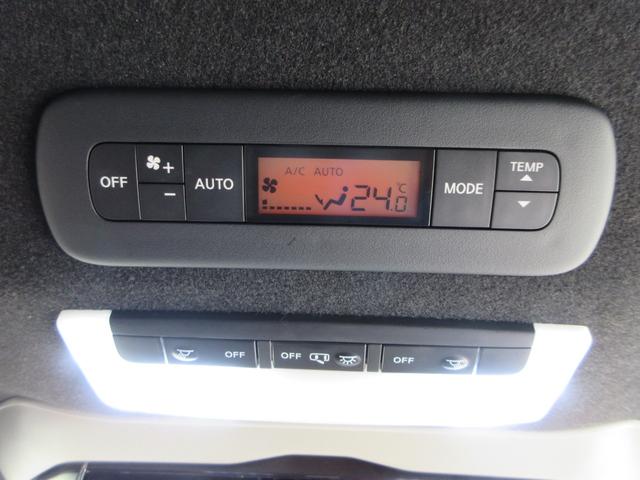 OFF
+
-
AUTO
A/C AUTO
24.0 °C
MODE
TEMP
OFF
OFF
OFF